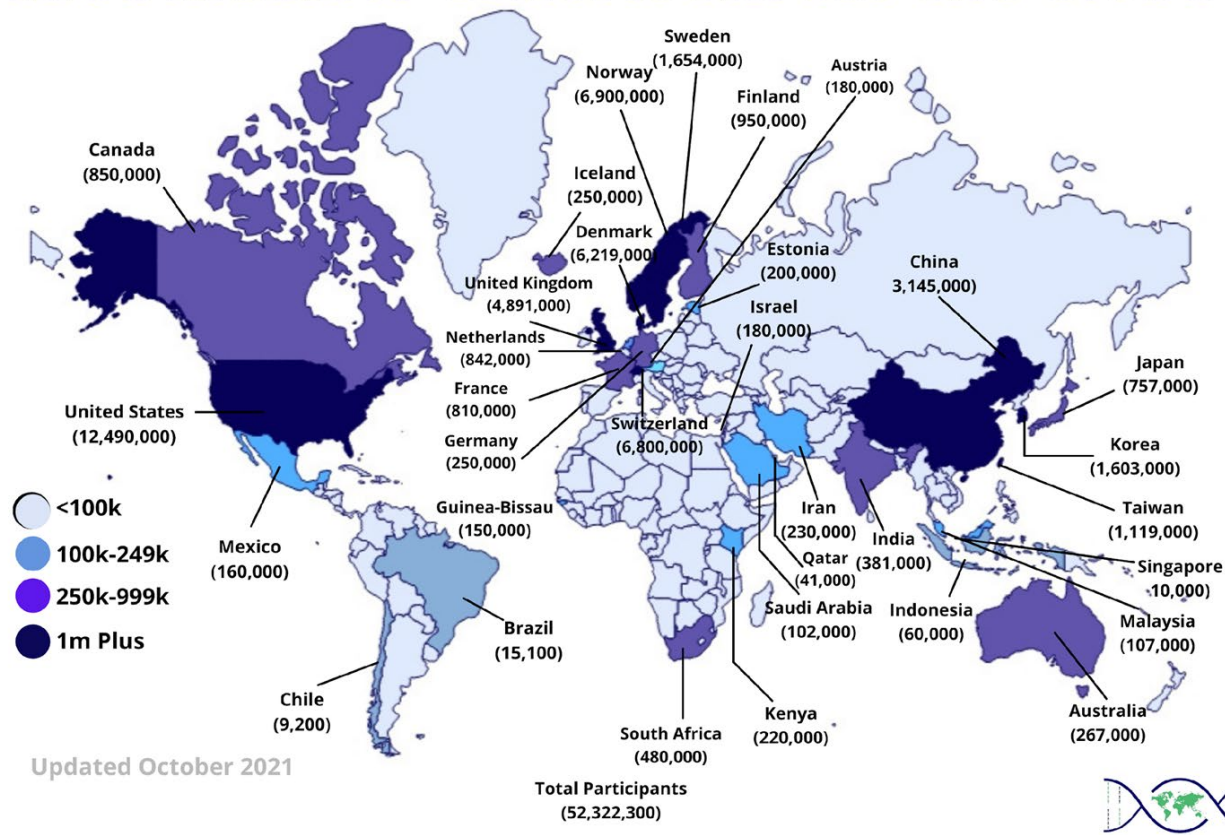 Sweden
(1,654,000)
Norway
(6,900,000)
Austria
(180,000)
Finland
(950,000)
Canada
(850,000)
Iceland
(250,000)
Denmark
(6,219,000)
Estonia
(200,000)
China
3,145,000)
United Kingdom
(4,891,000)
Israel
(180,000)
Netherlands
(842,000)
Japan
(757,000)
France
(810,000)
United States
(12,490,000)
Switzerland
(6,800,000)
Germany
(250,000)
Korea
(1,603,000)
<100k
100k-249k
250k-999k
1m Plus
Guinea-Bissau
(150,000)
Iran
(230,000)
India
(381,000)
Taiwan
(1,119,000)
Mexico
(160,000)
Qatar
(41,000)
Singapore
10,000)
Saudi Arabia
(102,000)
Indonesia
(60,000)
Malaysia
(107,000)
Brazil
(15,100)
Chile
(9,200)
Kenya
(220,000)
Australia
(267,000)
South Africa
(480,000)
Updated October 2021
Total Participants
(52,322,300)